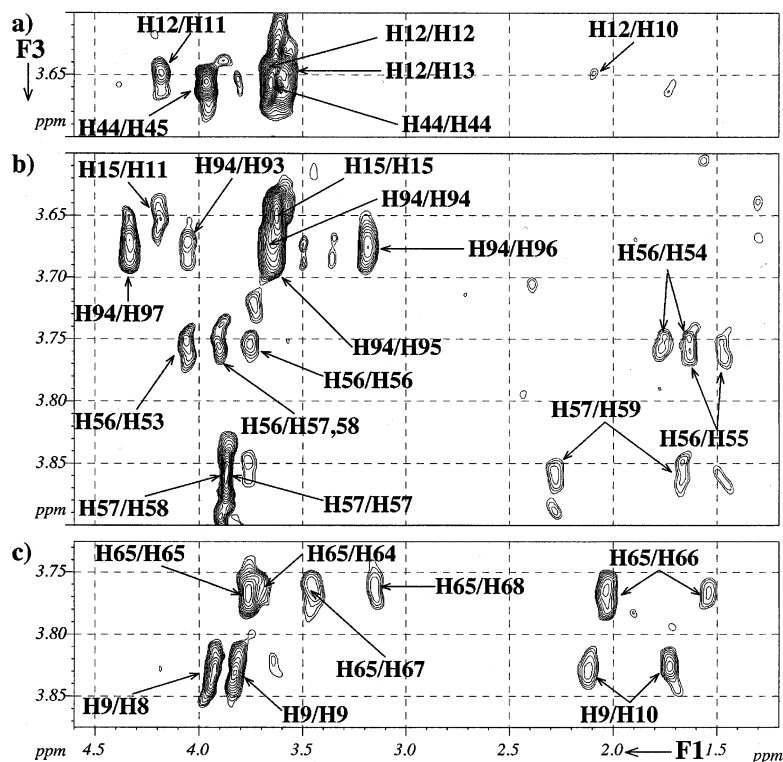 a)
H12/H11
H12/H12
H12/H10
F3
H12/H13
3.65
ppm
H44/H45
H44/H44
b)
H15/H11
H94/H93
H15/H15
H94/H94
3.65
H94/H96
H56/H54
3.70
H94/H97
H94/H95
3.75
H56/H56
3.80
H56/H53
H56/H57,58
H57/H59
H56/H55
3.85
H57/H58
H57/H57
ppm
c)
H65/H65
H65/H64
H65/H66
3.75
H65/H68
3.80
H65/H67
3.85
H9/H8
H9/H9
H9/H10
ppm 4.5 4.0 3.5 3.0 2.5 2.0 F1 1.5 ppm